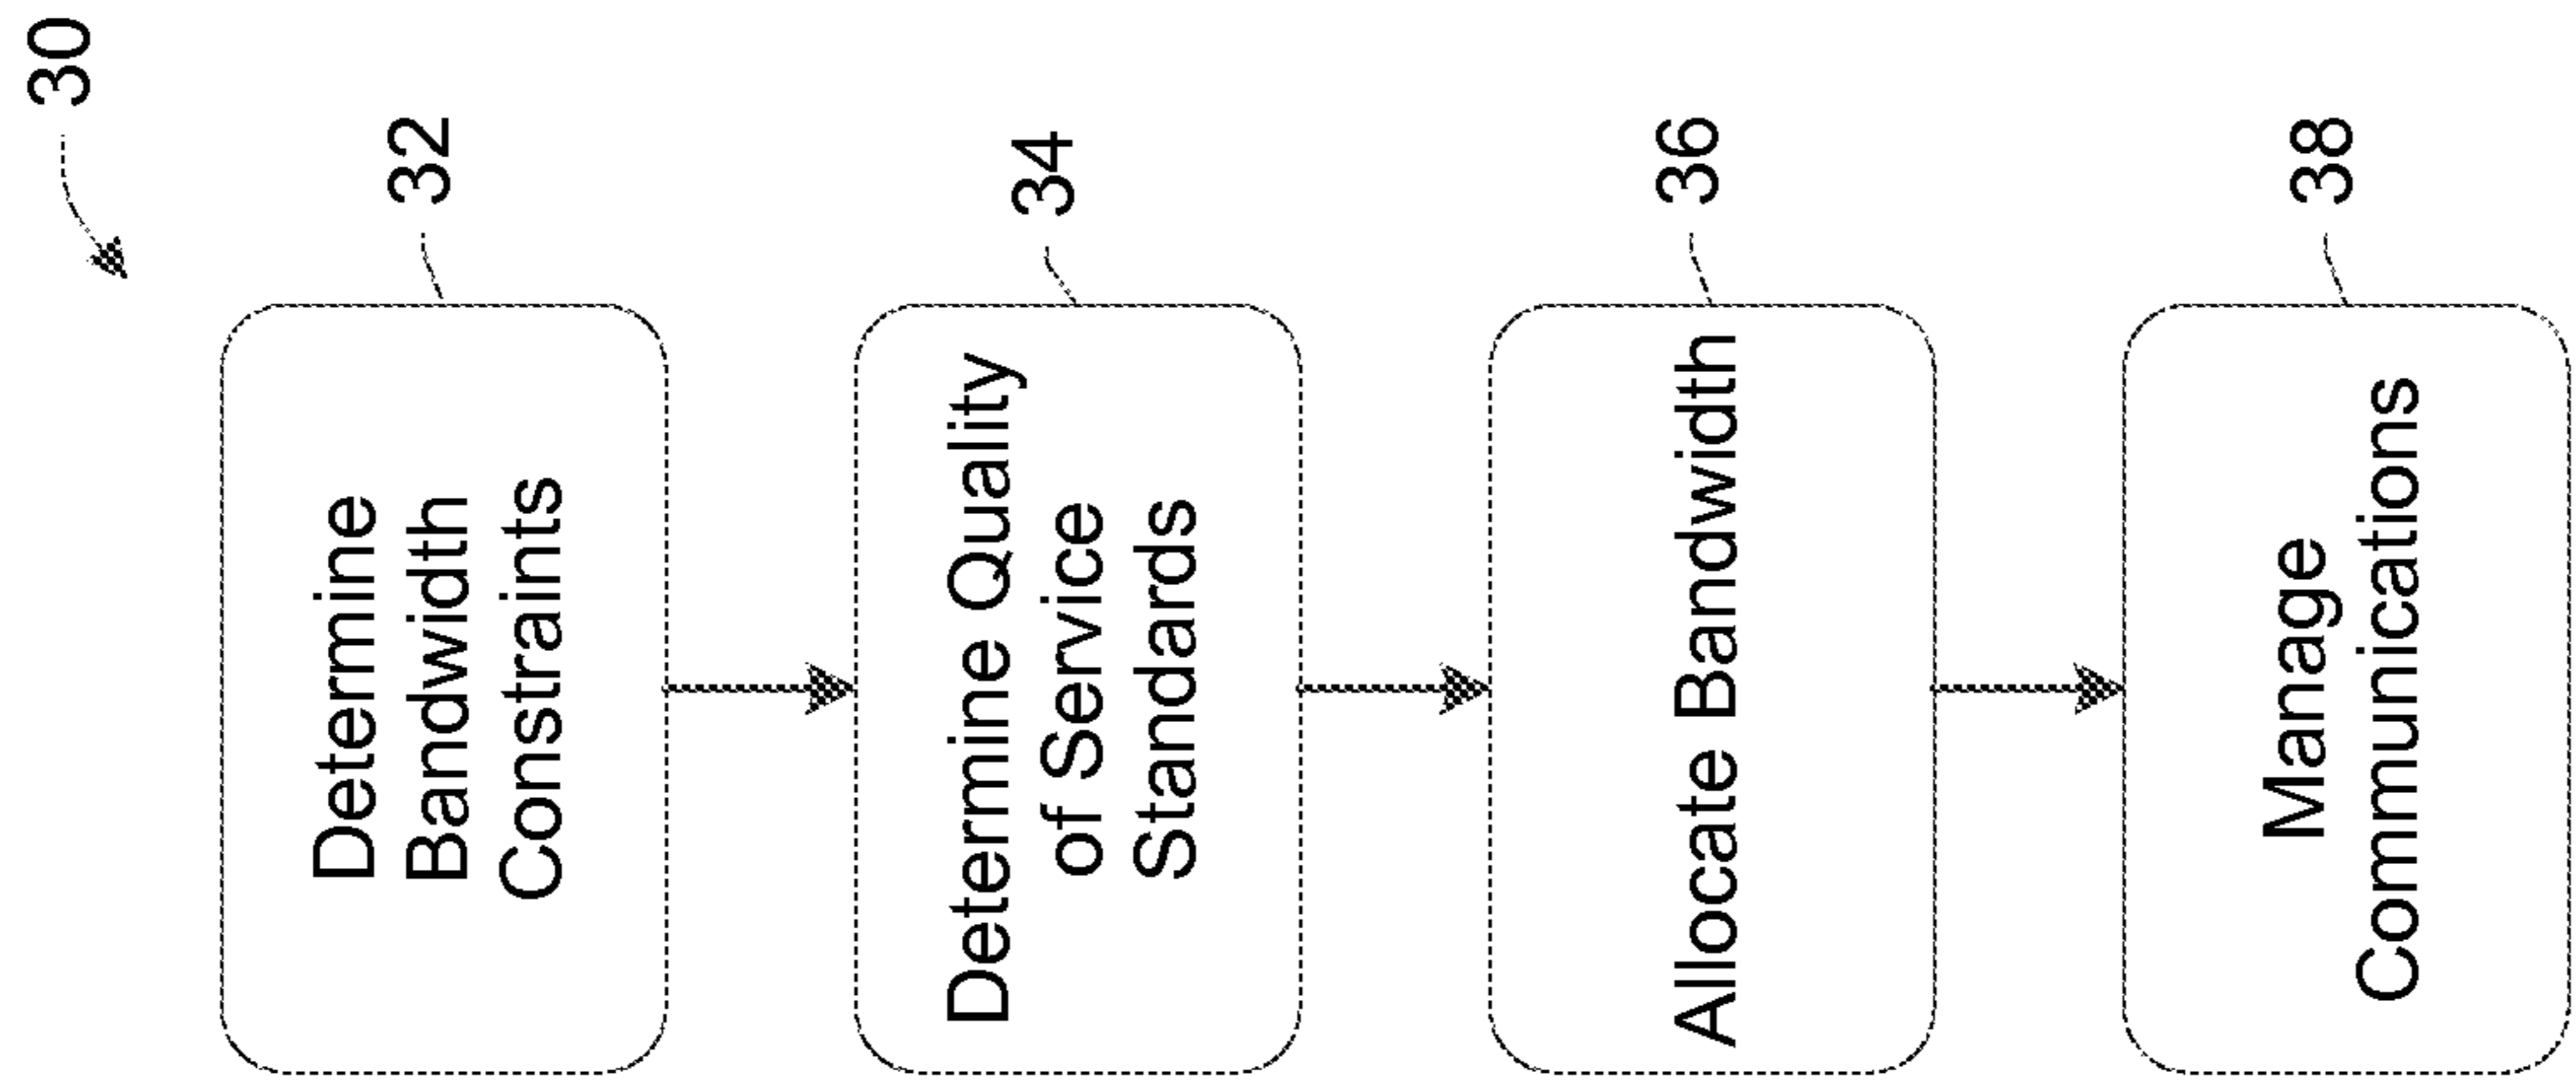 30
Determine
Bandwidth
Constraints
32
Determine Quality
of Service
Standards
34
Allocate Bandwidth
36
Manage
Communications
38